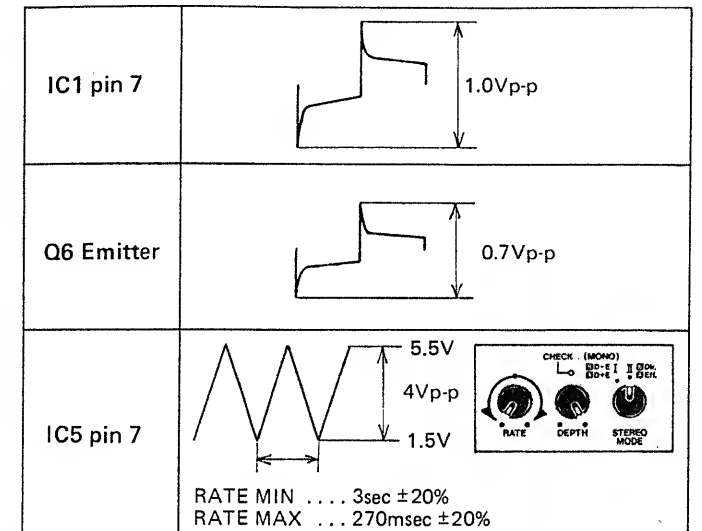 IC1 pin 7
1.0Vp-p
Q6 Emitter
0.7Vp-p
IC5 pin 7
5.5V
4Vp-p
1.5V
CHECK (MONO)
D-E I II
D+E
RATE
DEPTH
STEREO
MODE
RATE MIN .... 3sec ±20%
RATE MAX ... 270msec ±20%